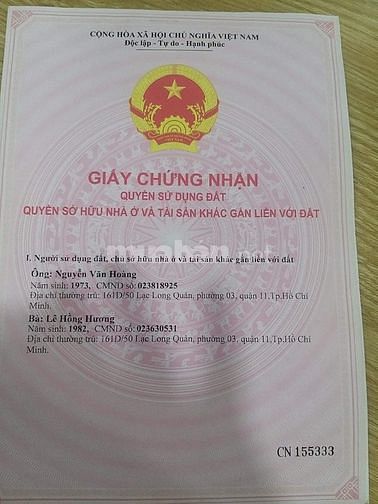 CỘNG HÒA XÃ HỘI CHỦ NGHĨA VIỆT NAM
Độc lập - Tự do - Hạnh phúc
GIẤY CHỨNG NHẬN
QUYỀN SỬ DỤNG ĐẤT
QUYỀN SỞ HỮU NHÀ Ở VÀ TÀI SẢN KHÁC GẮN LIỀN VỚI ĐẤT
I. Người sử dụng đất, chủ sở hữu nhà ở và tài sản khác gắn liền với đất
muaban.net
Ông: Nguyễn Văn Hoàng
Năm sinh: 1973, CMND số: 023818925
Địa chỉ thường trú: 161D/50 Lạc Long Quân, phường 03, quận 11,Tp.Hồ Chí
Minh.
Bà: Lê Hồng Hương
Năm sinh: 1982, CMND số:023630531
Địa chỉ thường trú: 161D/50 Lạc Long Quân, phường 03, quận 11,Tp.Hồ Chí
Minh.
CN 155333